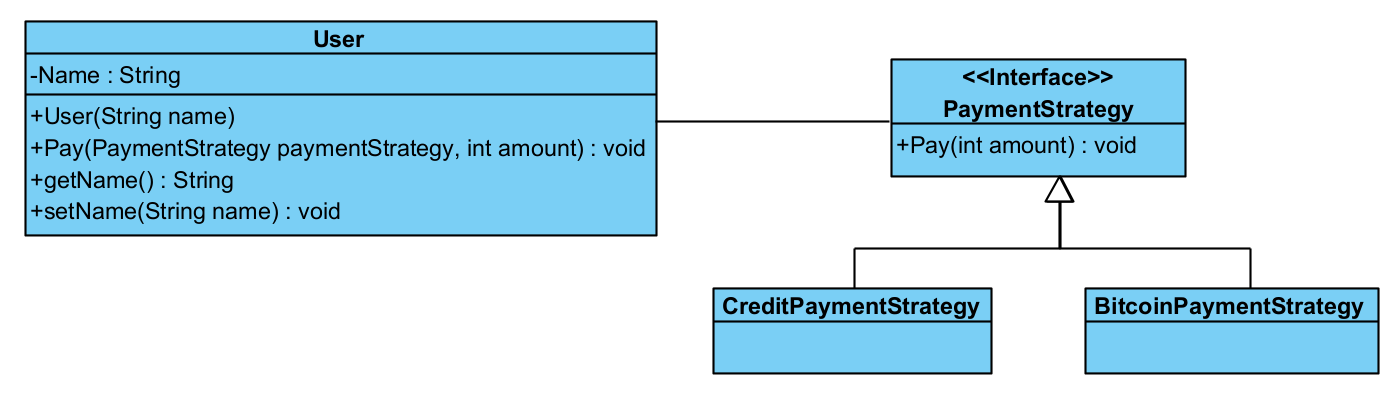 User
-Name : String
+User(String name)
+Pay(PaymentStrategy paymentStrategy, int amount) : void
+getName() : String
+setName(String name) : void
<<Interface>>
PaymentStrategy
+Pay(int amount) : void
CreditPaymentStrategy
BitcoinPaymentStrategy